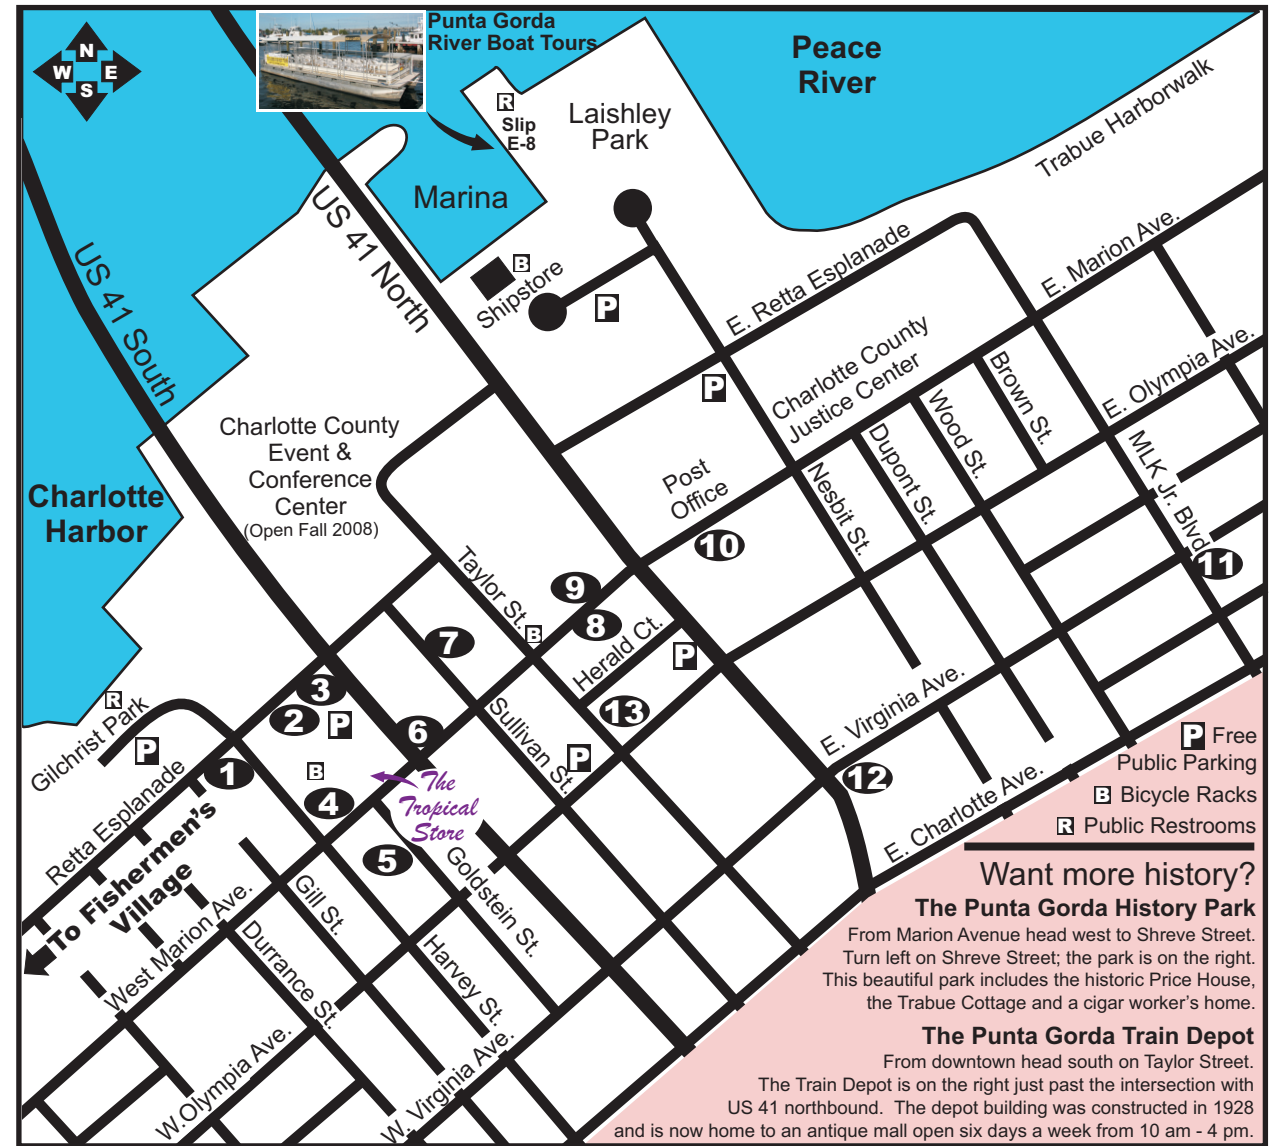 N
W E
S
Punta Gorda
River Boat Tours
Peace
River
R
Slip
E-8
Laishley
Park
Trabue Harborwalk
Marina
US 41 North
US 41 South
B
Shipstore
P
E. Retta Esplanade
E. Marion Ave.
P
Charlotte County
Justice Center
Brown St.
E. Olympia Ave.
Wood St.
Dupont St.
Nesbit St.
MLK Jr. Blvd
Charlotte County
Event &
Conference
Center
(Open Fall 2008)
Charlotte
Harbor
Post
Office
10
11
Taylor St.
9
8
B
7
Herald Ct.
P
13
Sullivan St.
P
3
2
P
6
R
Gilchrist Park
P
1
B
4
The
Tropical
Store
5
E. Virginia Ave.
12
E. Charlotte Ave.
Retta Esplanade
To Fishermen's
Village
West Marion Ave.
Gill St.
Goldstein St.
Durrance St.
Harvey St.
W.Olympia Ave.
W. Virginia Ave.
P Free
Public Parking
B Bicycle Racks
R Public Restrooms
Want more history?
The Punta Gorda History Park
From Marion Avenue head west to Shreve Street.
Turn left on Shreve Street; the park is on the right.
This beautiful park includes the historic Price House,
the Trabue Cottage and a cigar worker's home.
The Punta Gorda Train Depot
From downtown head south on Taylor Street.
The Train Depot is on the right just past the intersection with
US 41 northbound. The depot building was constructed in 1928
and is now home to an antique mall open six days a week from 10 am - 4 pm.